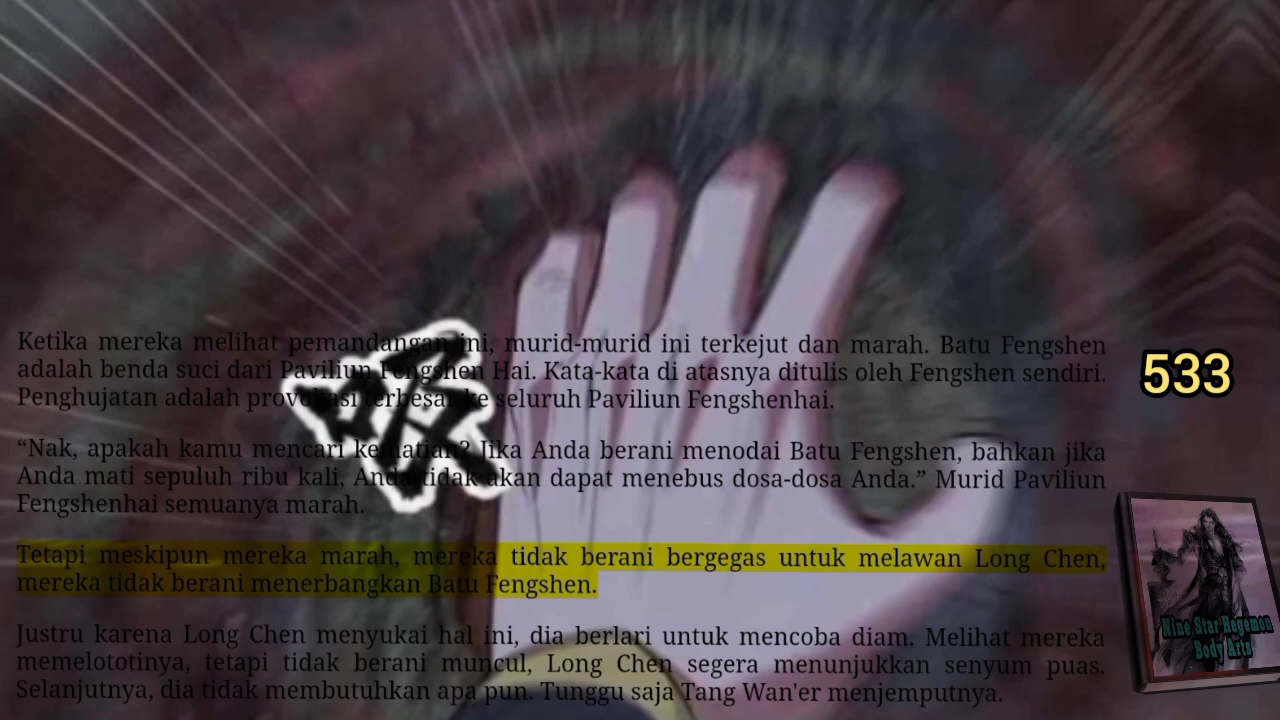 Ketika mereka melihat pemandangan ini, murid-murid ini terkejut dan marah. Batu Fengshen
adalah benda suci dari Paviliun Fengshen Hai. Kata-kata di atasnya ditulis oleh Fengshen sendiri.
Penghujatan adalah provokasi terbesar ke seluruh Paviliun Fengshenhai.
“Nak, apakah kamu mencari kematian? Jika Anda berani menodai Batu Fengshen, bahkan jika
Anda mati sepuluh ribu kali, Anda tidak akan dapat menebus dosa-dosa Anda.” Murid Paviliun
Fengshenhai semuanya marah.
Tetapi meskipun mereka marah, mereka tidak berani bergegas untuk melawan Long Chen,
mereka tidak berani menerbangkan Batu Fengshen.
Justru karena Long Chen menyukai hal ini, dia berlari untuk mencoba diam. Melihat mereka
memelototinya, tetapi tidak berani muncul, Long Chen segera menunjukkan senyum puas.
Selanjutnya, dia tidak membutuhkan apa pun. Tunggu saja Tang Wan'er menjemputnya.
533
Nine Star Hegemon
Body Arts